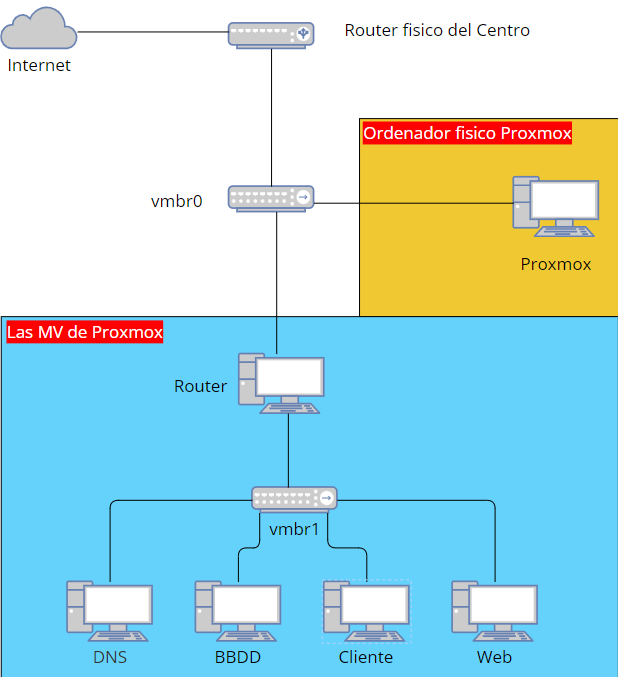 Router fisico del Centro
Internet
Ordenador fisico Proxmox
vmbr0
Proxmox
Las MV de Proxmox
Router
vmbr1
DNS
BBDD
Cliente
Web